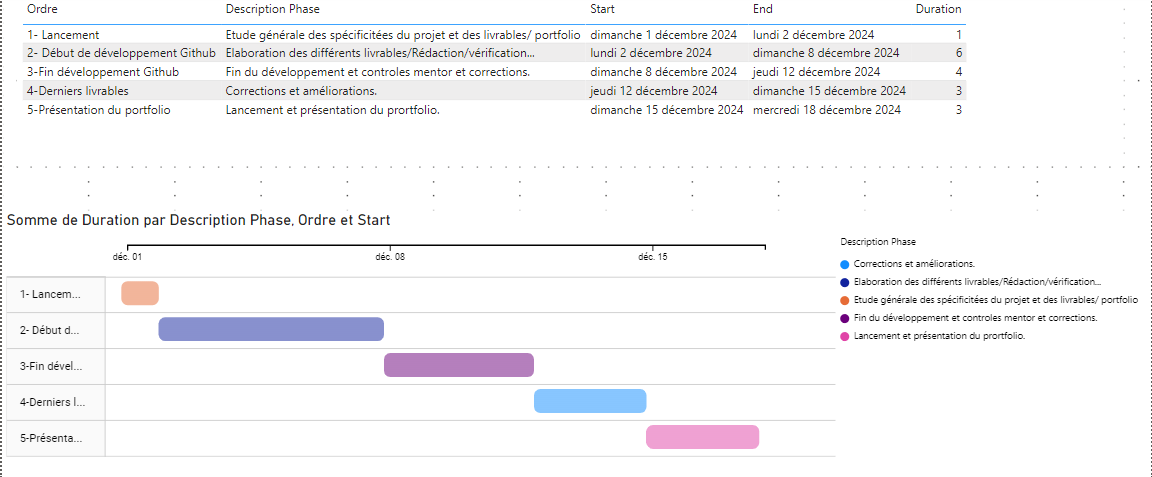 Ordre Description Phase Start End Duration
1- Lancement Etude générale des spécificitées du projet et des livrables/ portfolio dimanche 1 décembre 2024 lundi 2 décembre 2024 1
2- Début de développement Github Elaboration des différents livrables/Rédaction/vérification... lundi 2 décembre 2024 dimanche 8 décembre 2024 6
3-Fin développement Github Fin du développement et controles mentor et corrections. dimanche 8 décembre 2024 jeudi 12 décembre 2024 4
4-Derniers livrables Corrections et améliorations. jeudi 12 décembre 2024 dimanche 15 décembre 2024 3
5-Présentation du portfolio Lancement et présentation du prortfolio. dimanche 15 décembre 2024 mercredi 18 décembre 2024 3
Somme de Duration par Description Phase, Ordre et Start
déc. 01 déc. 08 déc. 15
1- Lancem...
2- Début d...
3-Fin dével...
4-Derniers l...
5-Présenta...
Description Phase
Corrections et améliorations.
Elaboration des différents livrables/Rédaction/vérification...
Etude générale des spécificitées du projet et des livrables/ portfolio
Fin du développement et controles mentor et corrections.
Lancement et présentation du prortfolio.